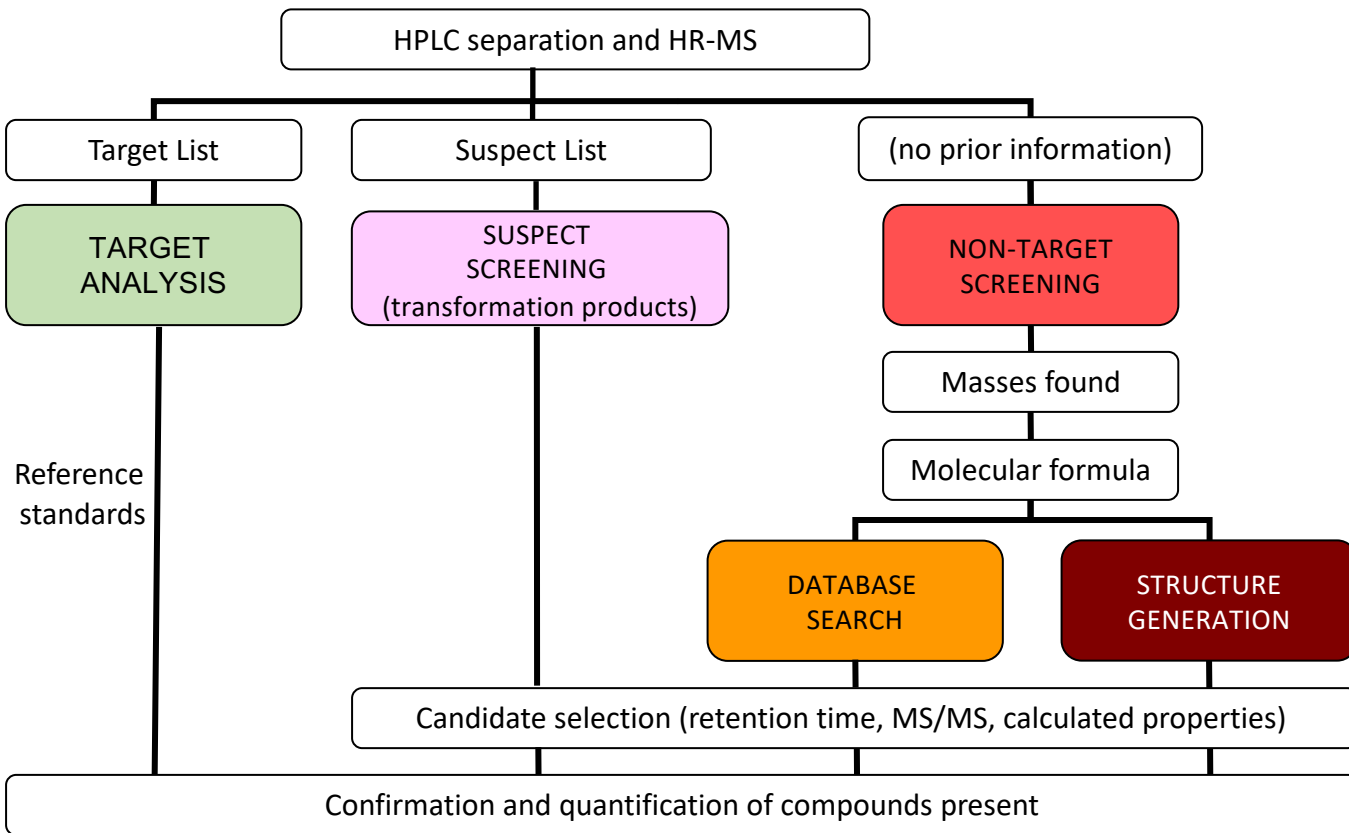 HPLC separation and HR-MS
Target List
Suspect List
(no prior information)
TARGET
ANALYSIS
SUSPECT
SCREENING
(transformation products)
NON-TARGET
SCREENING
Masses found
Reference
standards
Molecular formula
DATABASE
SEARCH
STRUCTURE
GENERATION
Candidate selection (retention time, MS/MS, calculated properties)
Confirmation and quantification of compounds present